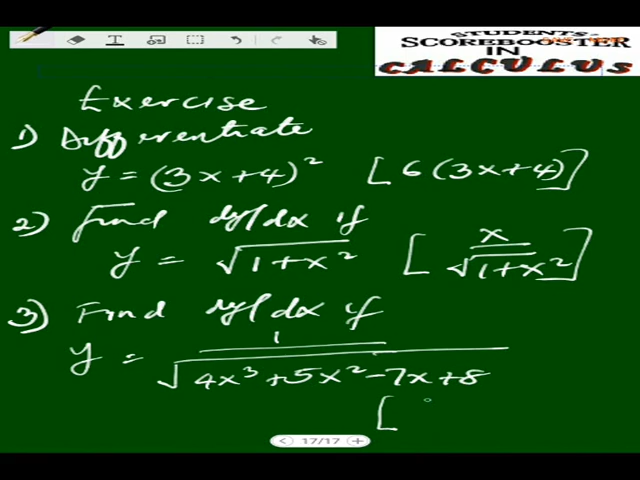 STUDENTS
SCOREBOOSTER
IN
CALCULUS
Exercise
1) Differentiate
y = (3x+4)² [6(3x+4)]
2) Find dy/dx if
y = √(1+x²) [x/√(1+x²)]
3) Find dy/dx if
y = 1/√(4x³+5x²-7x+8)
[
17/17